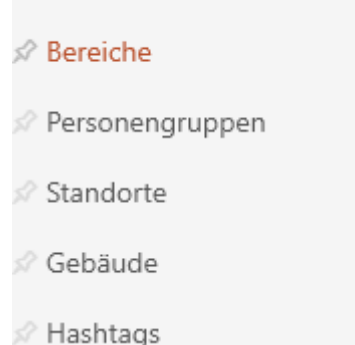 Bereiche
Personengruppen
Standorte
Gebäude
Hashtags